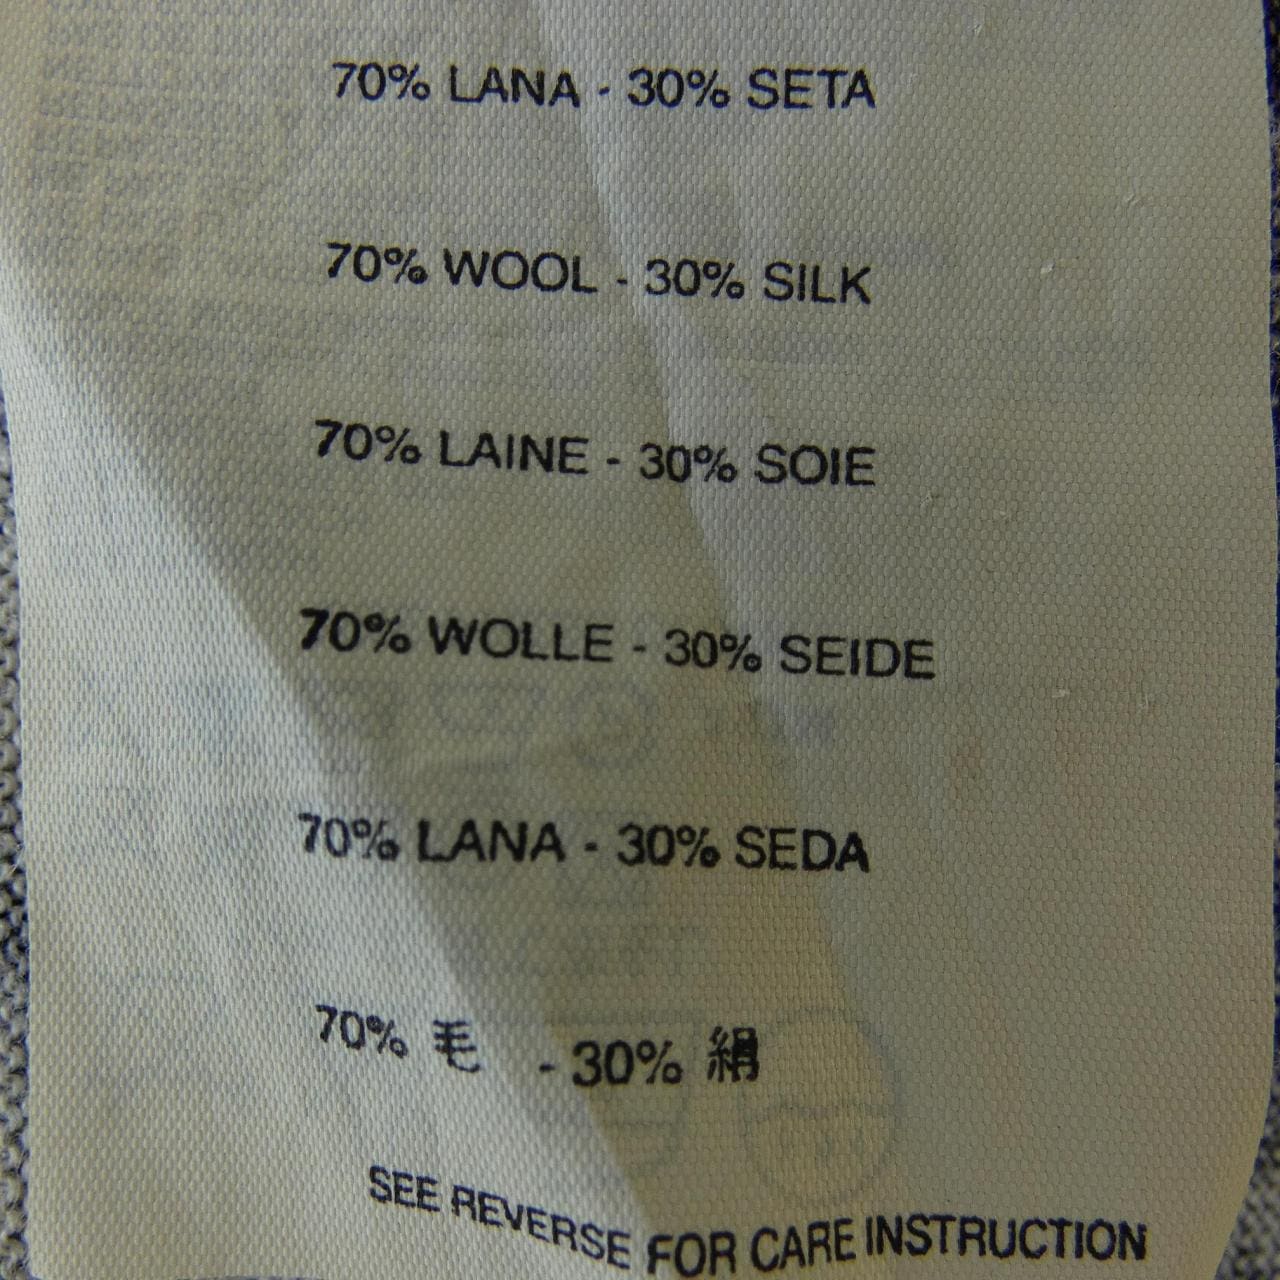 70% LANA - 30% SETA
70% WOOL - 30% SILK
70% LAINE - 30% SOIE
70% WOLLE - 30% SEIDE
70% LANA - 30% SEDA
70% 毛 - 30% 絹
SEE REVERSE FOR CARE INSTRUCTION